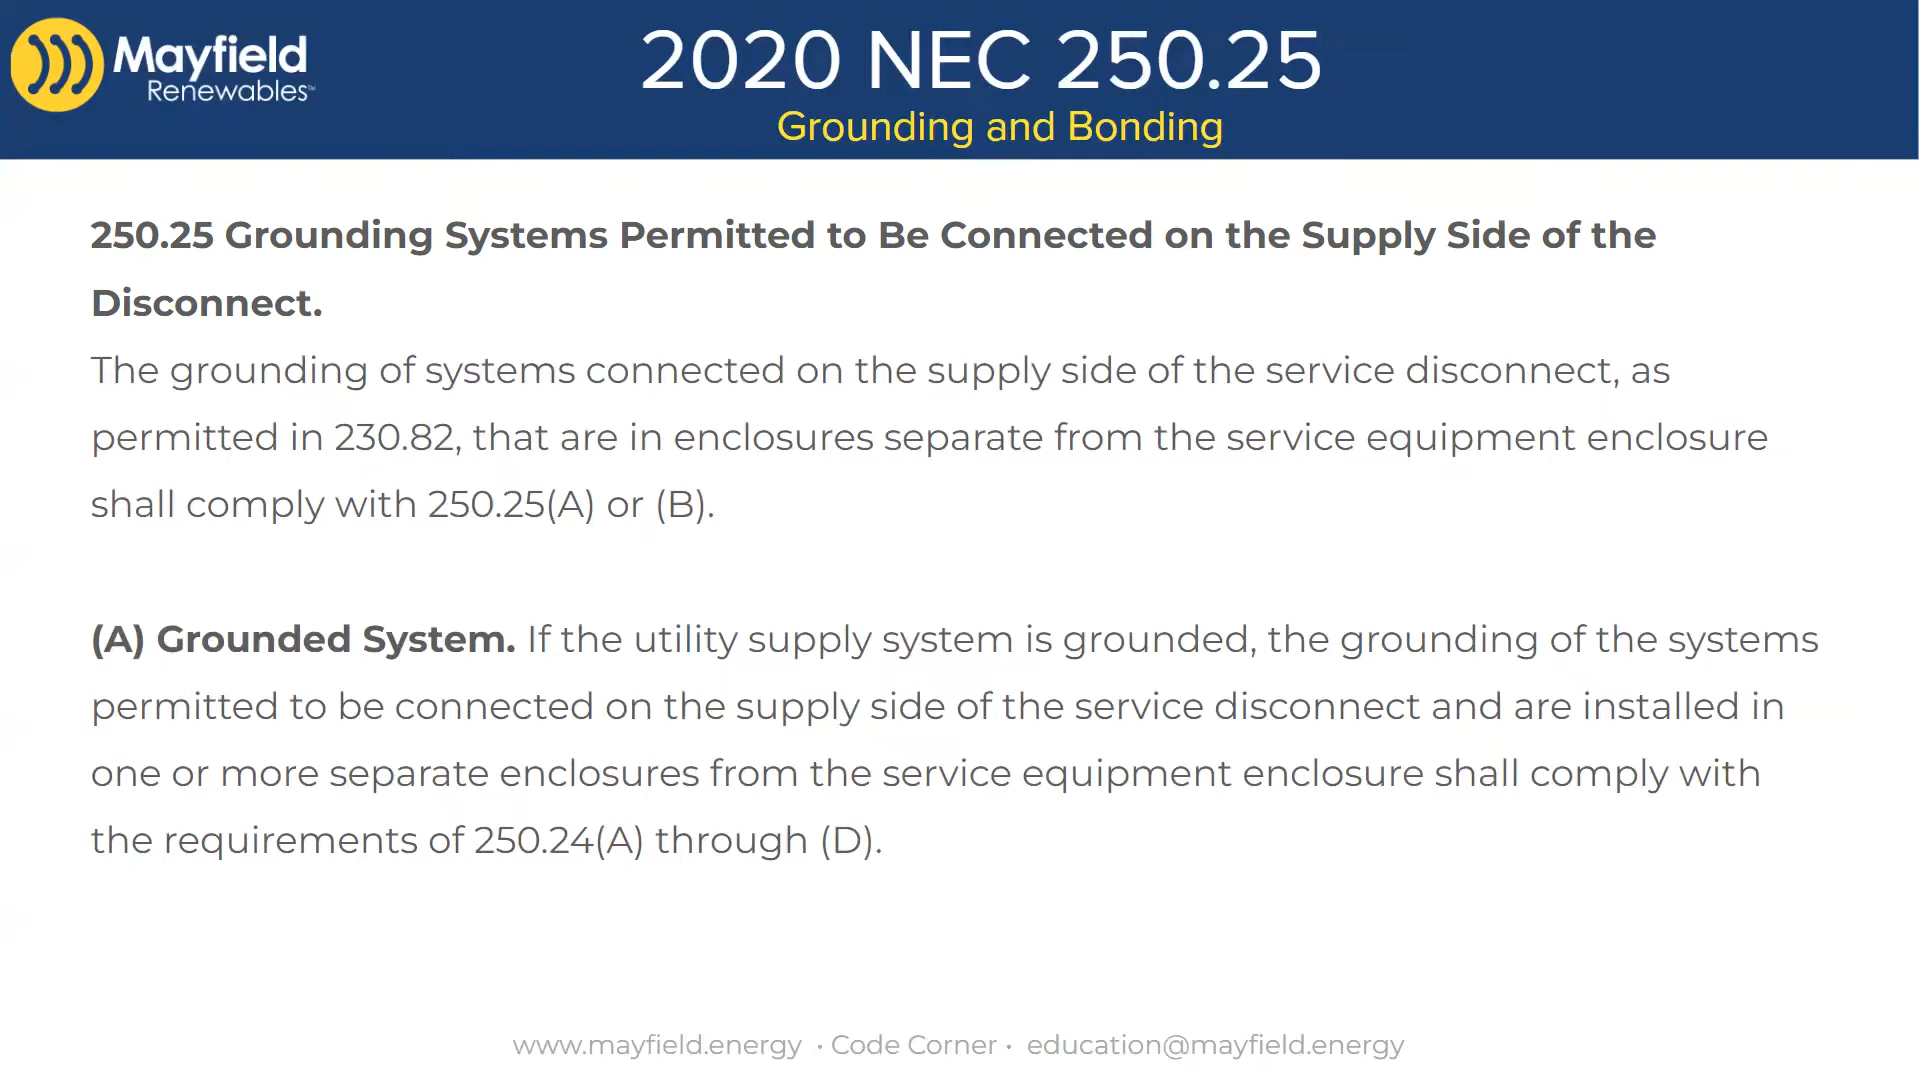 Mayfield
Renewables™
2020 NEC 250.25
Grounding and Bonding
250.25 Grounding Systems Permitted to Be Connected on the Supply Side of the
Disconnect.
The grounding of systems connected on the supply side of the service disconnect, as
permitted in 230.82, that are in enclosures separate from the service equipment enclosure
shall comply with 250.25(A) or (B).
(A) Grounded System. If the utility supply system is grounded, the grounding of the systems
permitted to be connected on the supply side of the service disconnect and are installed in
one or more separate enclosures from the service equipment enclosure shall comply with
the requirements of 250.24(A) through (D).
www.mayfield.energy · Code Corner · education@mayfield.energy